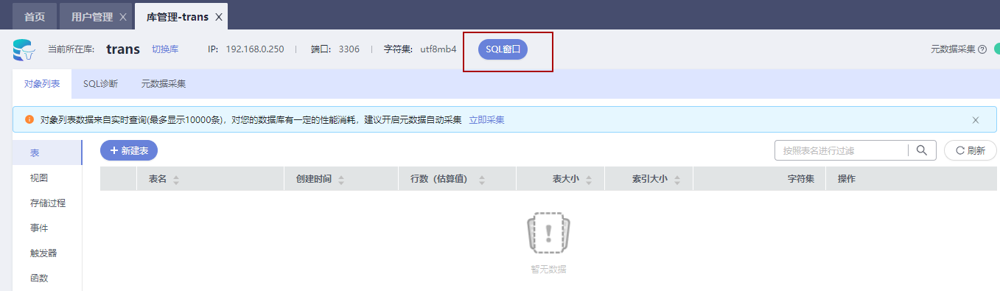 首页 用户管理 X 库管理-trans X
当前所在库: trans 切换库 IP: 192.168.0.250 | 端口: 3306 | 字符集: utf8mb4 SQL窗口 元数据采集
对象列表 SQL诊断 元数据采集
对象列表数据来自实时查询(最多显示10000条)，对您的数据库有一定的性能消耗，建议开启元数据自动采集 立即采集
表 + 新建表 按照表名进行过滤 刷新
表名 创建时间 行数（估算值） 表大小 索引大小 字符集 操作
视图
存储过程
事件
触发器
暂无数据
函数